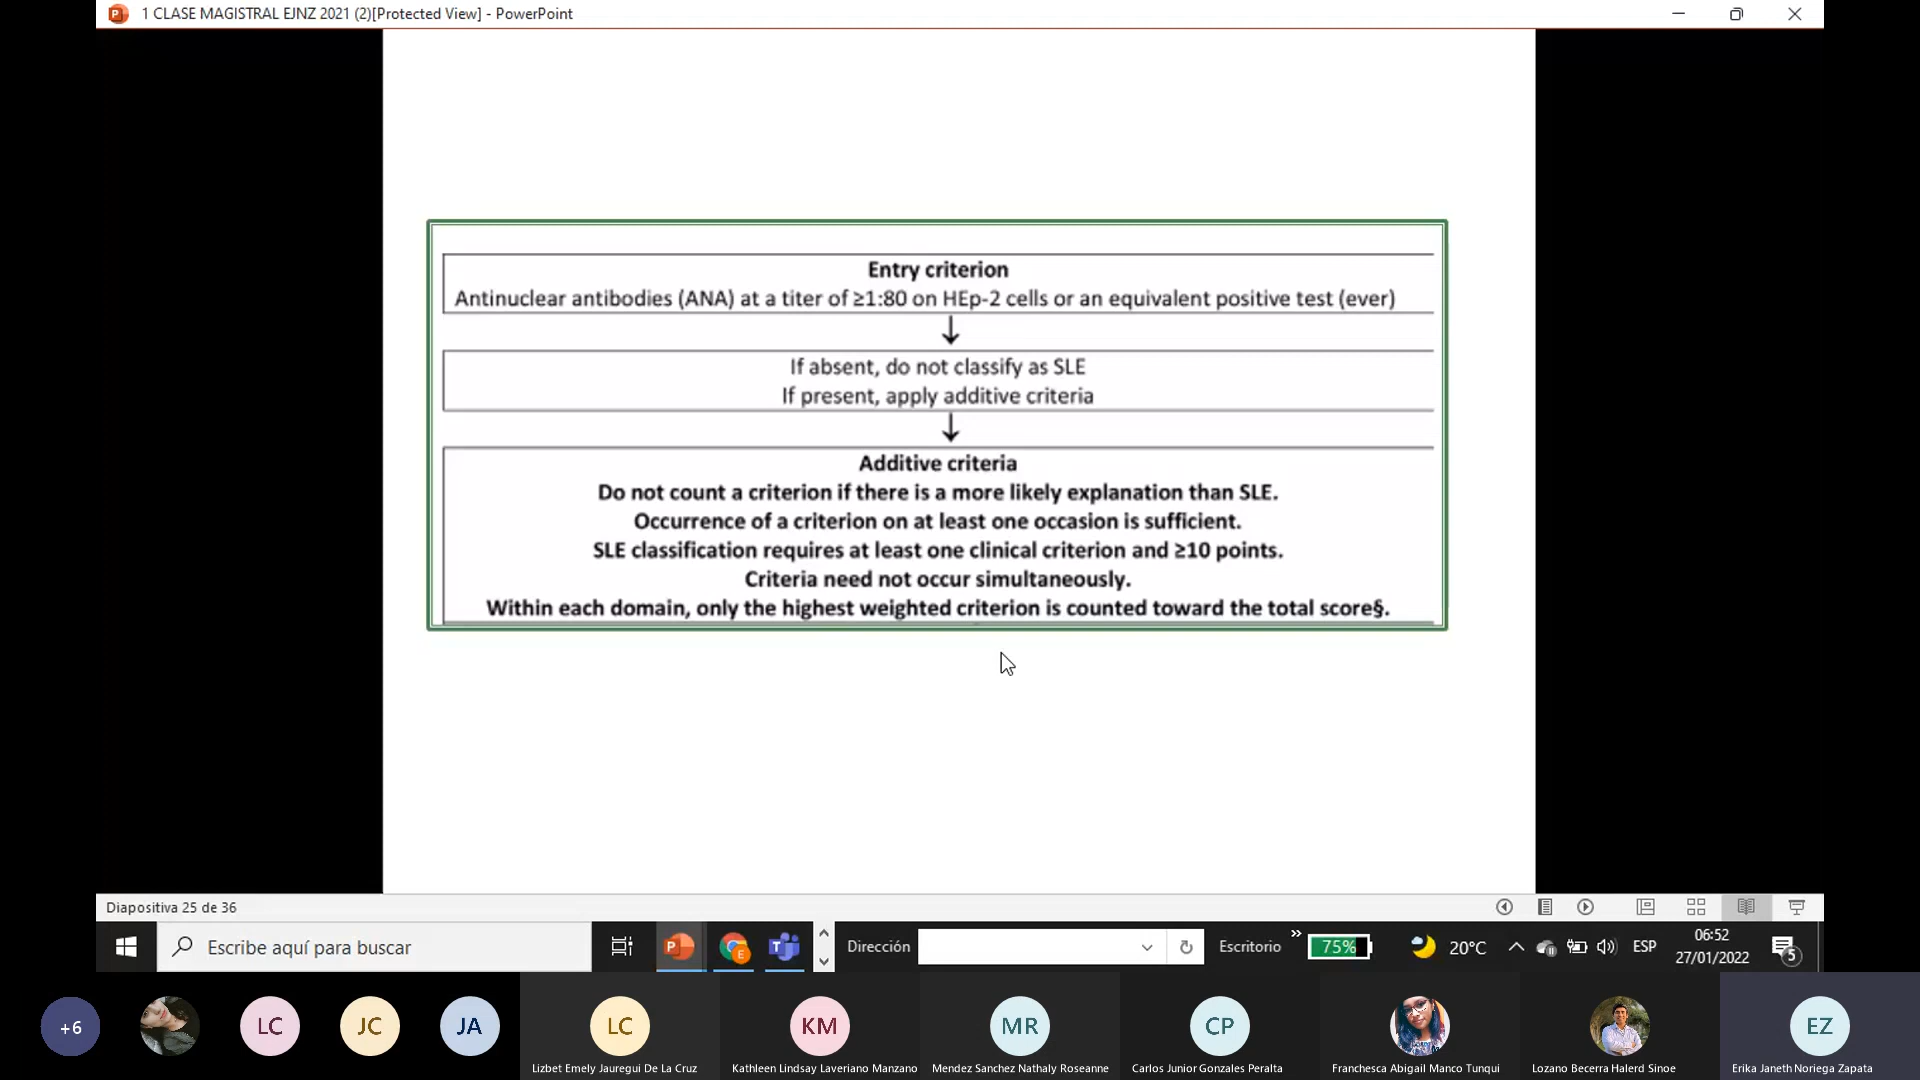 1 CLASE MAGISTRAL EJNZ 2021 (2)[Protected View] - PowerPoint
Entry criterion
Antinuclear antibodies (ANA) at a titer of ≥1:80 on HEp-2 cells or an equivalent positive test (ever)
↓
If absent, do not classify as SLE
If present, apply additive criteria
↓
Additive criteria
Do not count a criterion if there is a more likely explanation than SLE.
Occurrence of a criterion on at least one occasion is sufficient.
SLE classification requires at least one clinical criterion and ≥10 points.
Criteria need not occur simultaneously.
Within each domain, only the highest weighted criterion is counted toward the total score§.
Diapositiva 25 de 36
Escribe aquí para buscar
Dirección
Escritorio
»
75%
20°C
ESP
06:52
27/01/2022
5
+6
LC
JC
JA
LC
KM
MR
CP
EZ
Lizbet Emely Jauregui De La Cruz
Kathleen Lindsay Laveriano Manzano
Mendez Sanchez Nathaly Roseanne
Carlos Junior Gonzales Peralta
Franchesca Abigail Manco Tunqui
Lozano Becerra Halerd Sinoe
Erika Janeth Noriega Zapata